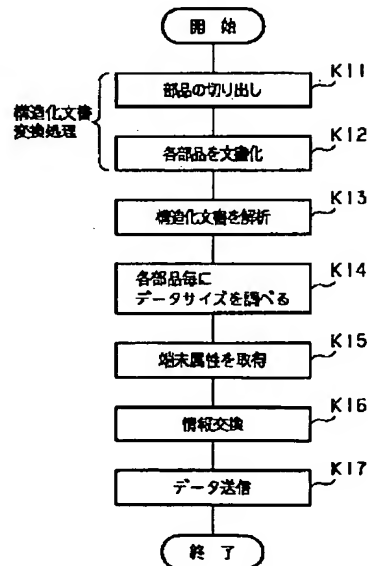 開 始
K11
部品の切り出し
構造化文書
変換処理
K12
各部品を文書化
K13
構造化文書を解析
K14
各部品毎に
データサイズを調べる
K15
端末属性を取得
K16
情報交換
K17
データ送信
終 了